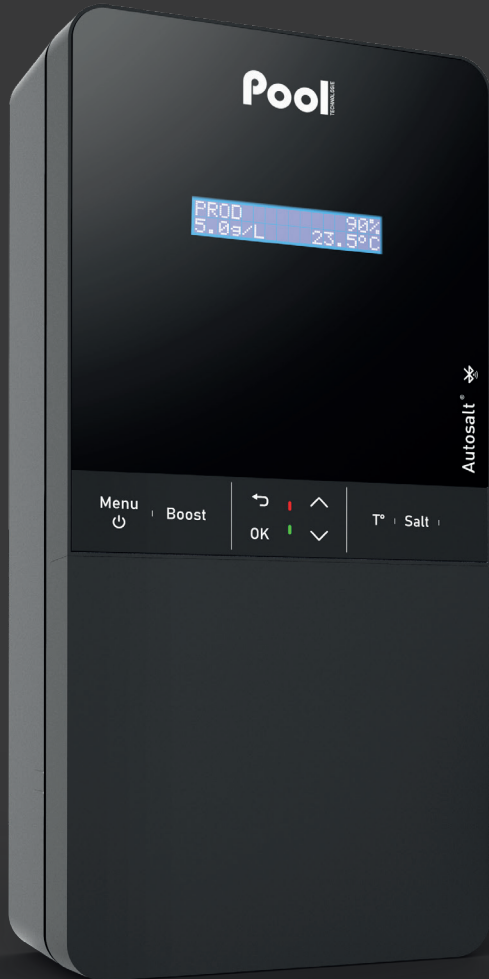 Pool
TECHNOLOGIE
PROD 90%
5.0g/L 23.5°C
Autosalt®
Menu Boost
OK
T° Salt